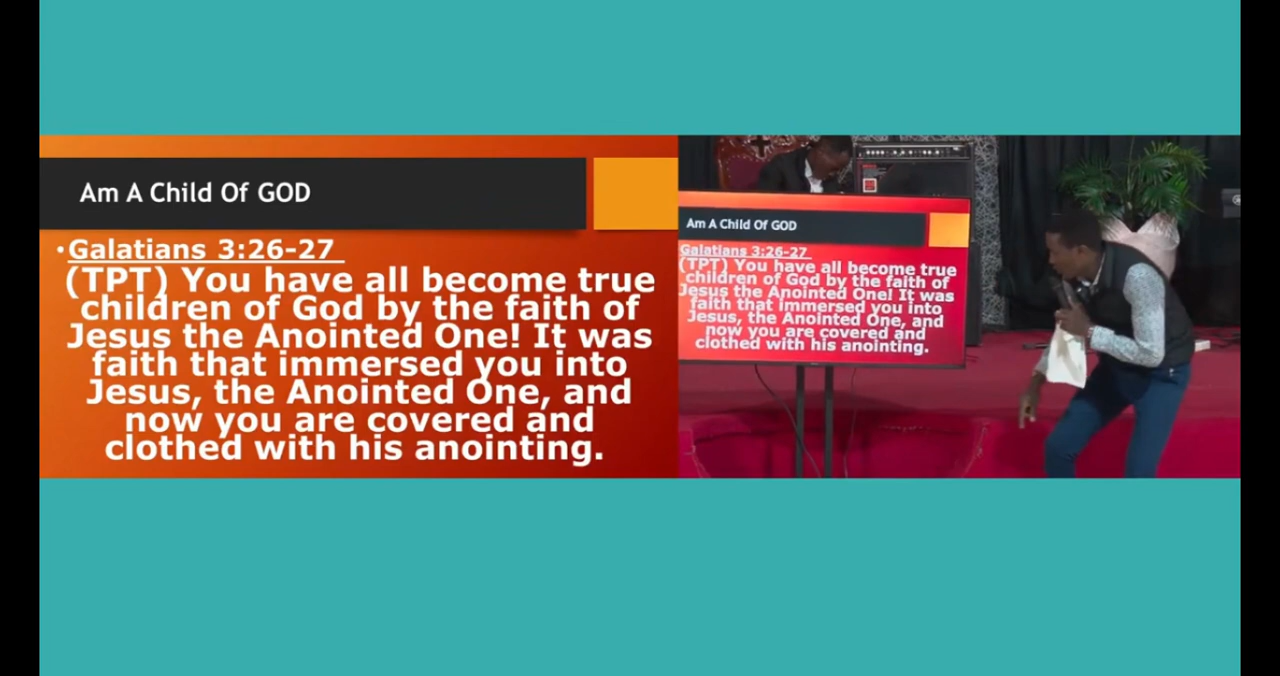 Am A Child Of GOD
•Galatians 3:26-27
(TPT) You have all become true
children of God by the faith of
Jesus the Anointed One! It was
faith that immersed you into
Jesus, the Anointed One, and
now you are covered and
clothed with his anointing.
Am A Child Of GOD
Galatians 3:26-27
(TPT) You have all become true
children of God by the faith of
Jesus the Anointed One! It was
faith that immersed you into
Jesus, the Anointed One, and
now you are covered and
clothed with his anointing.